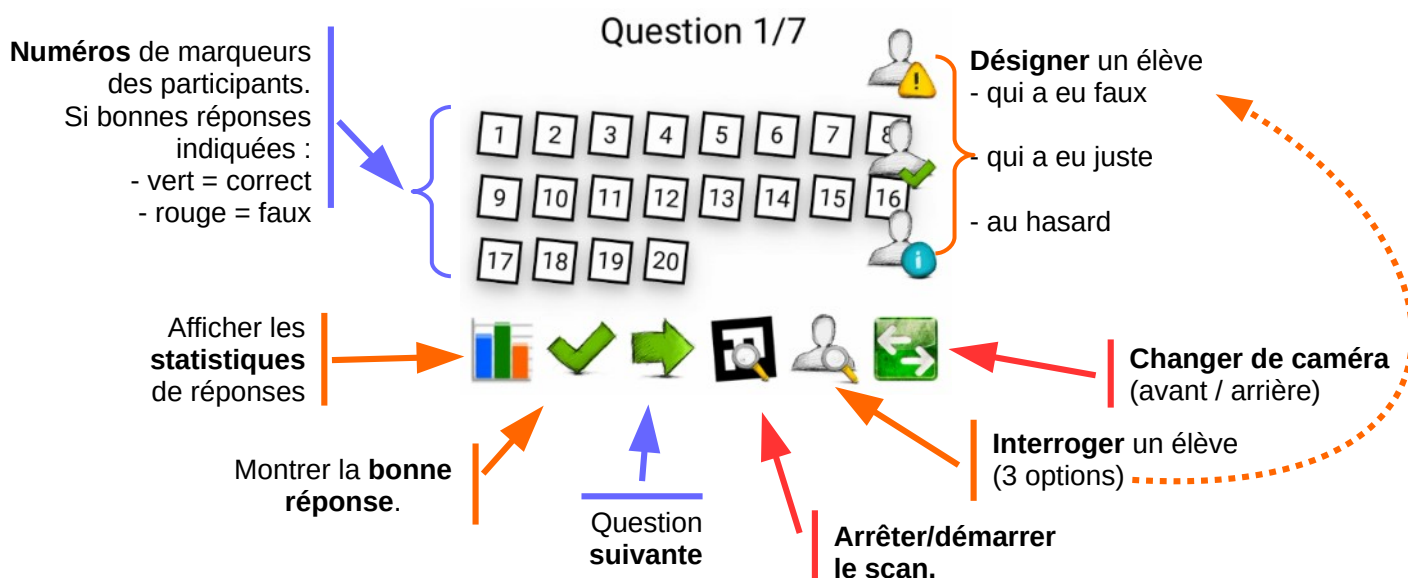 Question 1/7
Numéros de marqueurs
des participants.
Si bonnes réponses
indiquées :
- vert = correct
- rouge = faux
1 2 3 4 5 6 7 8
9 10 11 12 13 14 15 16
17 18 19 20
Désigner un élève
- qui a eu faux
- qui a eu juste
- au hasard
Afficher les
statistiques
de réponses
Montrer la bonne
réponse.
Question
suivante
Arrêter/démarrer
le scan.
Interroger un élève
(3 options)
Changer de caméra
(avant / arrière)